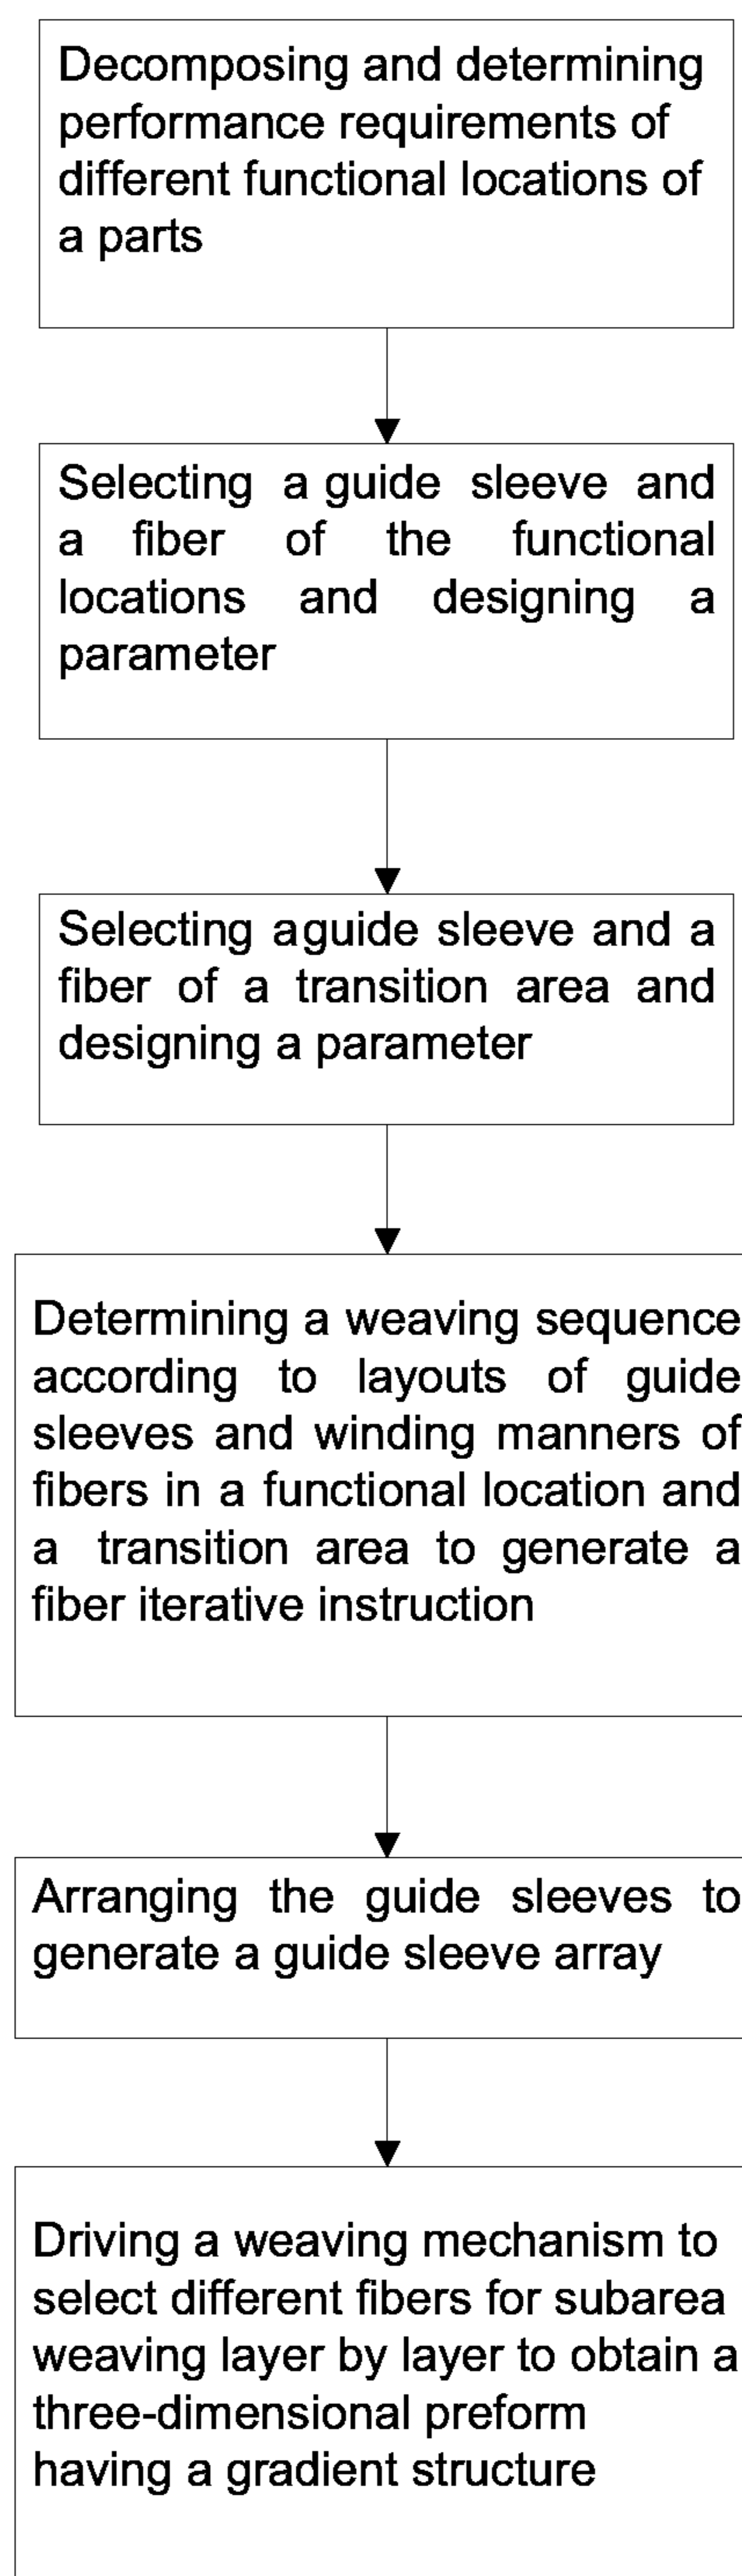 Decomposing and determining
performance requirements of
different functional locations of
a parts
Selecting a guide sleeve and
a fiber of the functional
locations and designing a
parameter
Selecting aguide sleeve and a
fiber of a transition area and
designing a parameter
Determining a weaving sequence
according to layouts of guide
sleeves and winding manners of
fibers in a functional location and
a transition area to generate a
fiber iterative instruction
Arranging the guide sleeves to
generate a guide sleeve array
Driving a weaving mechanism to
select different fibers for subarea
weaving layer by layer to obtain a
three-dimensional preform
having a gradient structure